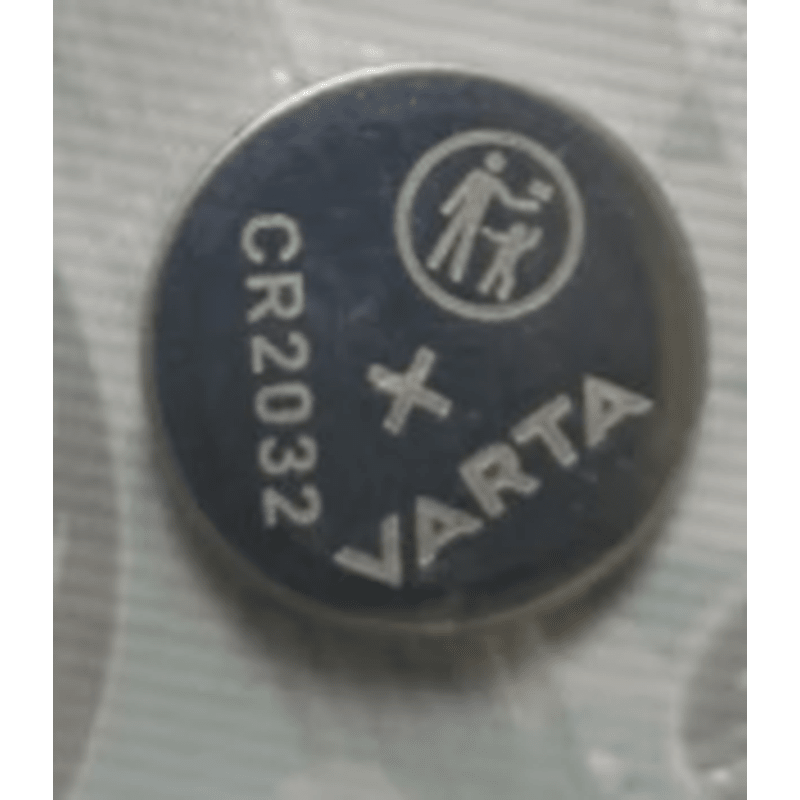 CR2032
+
VARTA